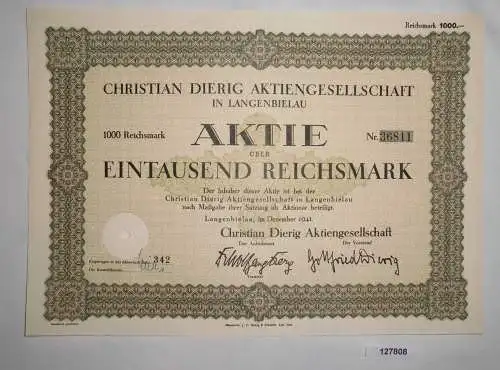 Reichsmark 1000.—
CHRISTIAN DIERIG AKTIENGESELLSCHAFT
IN LANGENBIELAU
1000 Reichsmark
AKTIE
Nr. 36811
ÜBER
EINTAUSEND REICHSMARK
Der Inhaber dieser Aktie ist bei der
Christian Dierig Aktiengesellschaft in Langenbielau
nach Maßgabe ihrer Satzung als Aktionär beteiligt.
Langenbielau, im Dezember 1941
Christian Dierig Aktiengesellschaft
Der Aufsichtsrat Der Vorstand
342
Gottfried Dierig
127808